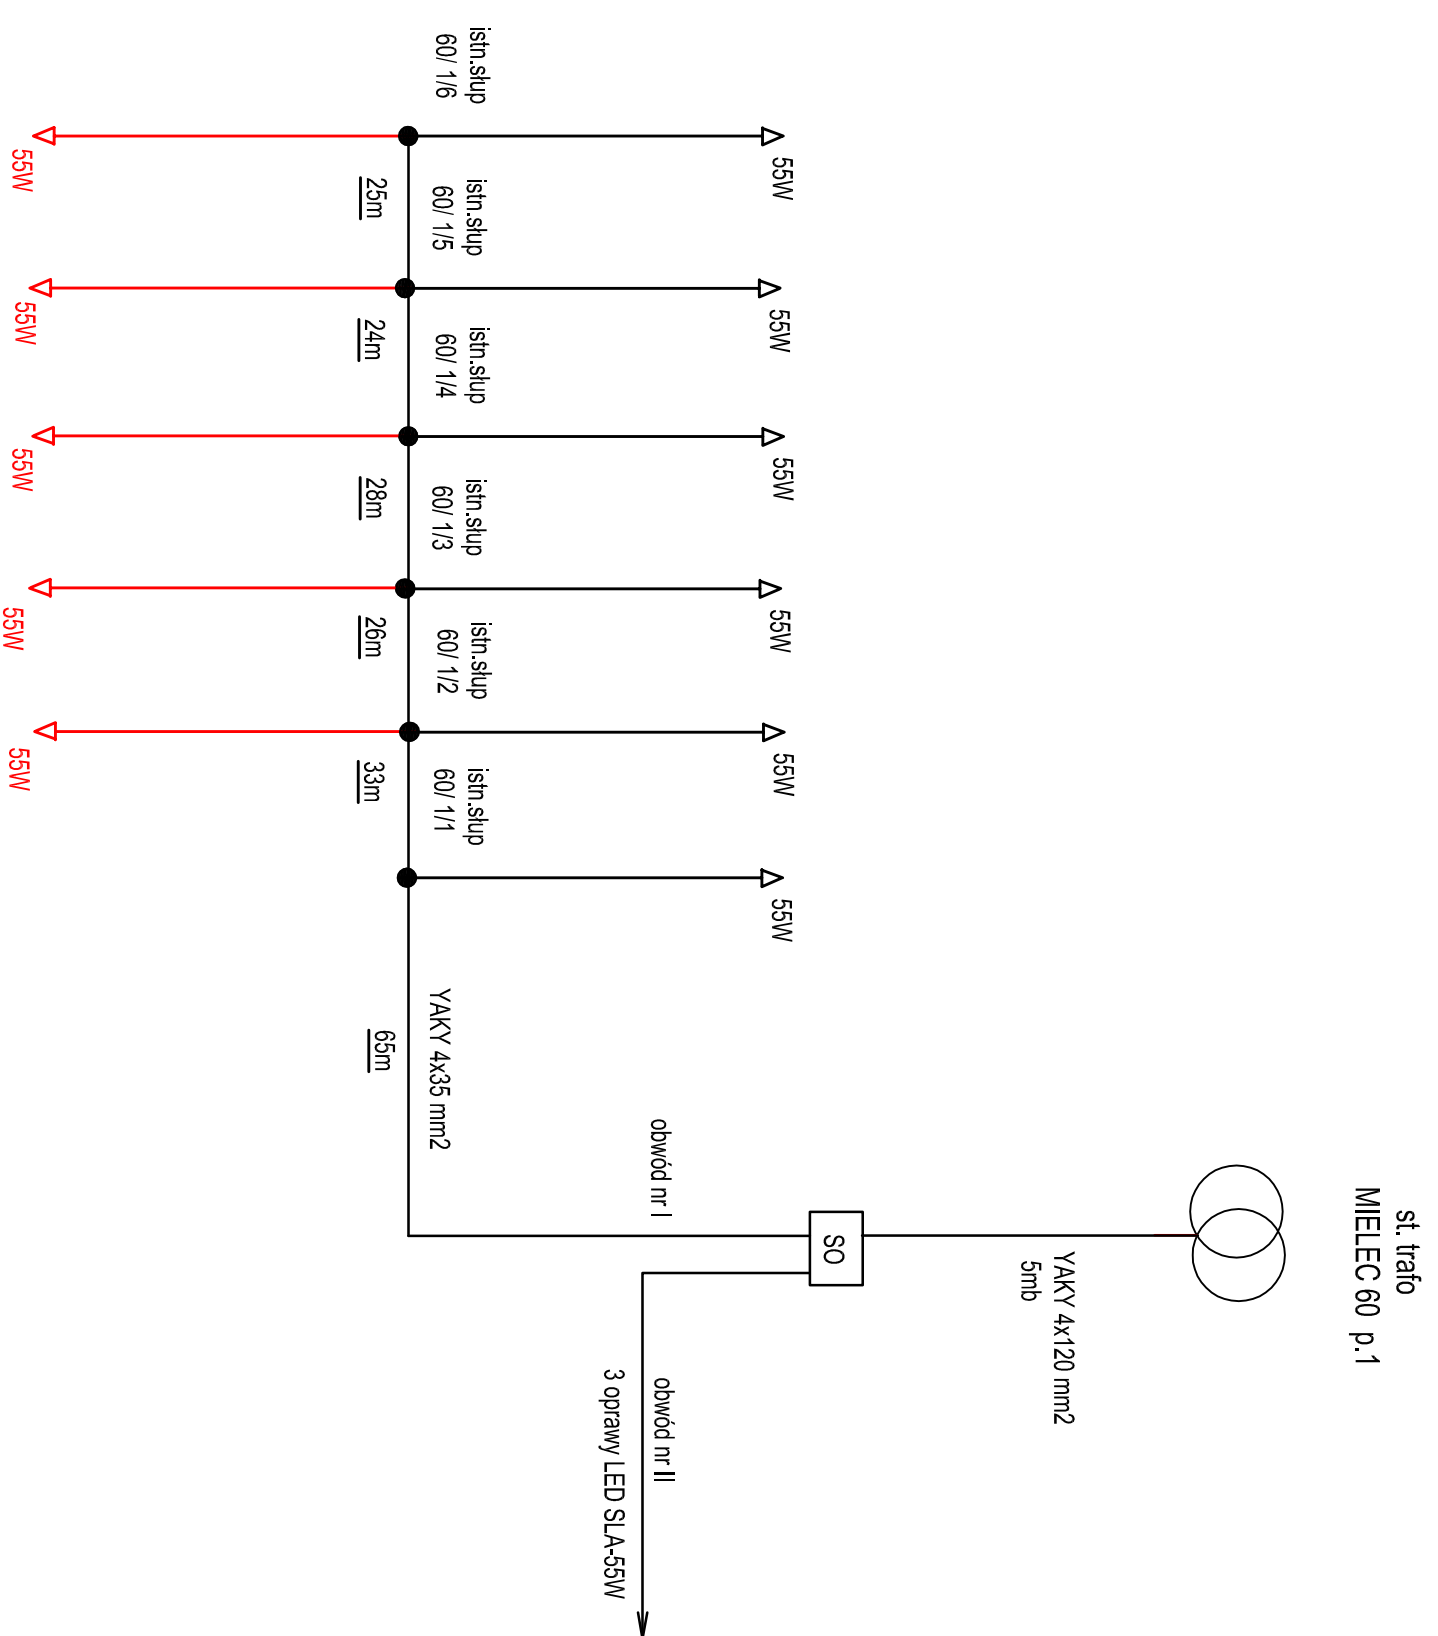 st. trafo
MIELEC 60 p.1
YAKY 4x120 mm2
5mb
SO
obwód nr I
obwód nr II
3 oprawy LED SLA-55W
YAKY 4x35 mm2
65m
55W
55W
55W
55W
55W
55W
istn.słup
60/ 1/6
istn.słup
60/ 1/5
istn.słup
60/ 1/4
istn.słup
60/ 1/3
istn.słup
60/ 1/2
istn.słup
60/ 1/1
25m
24m
28m
26m
33m
55W
55W
55W
55W
55W